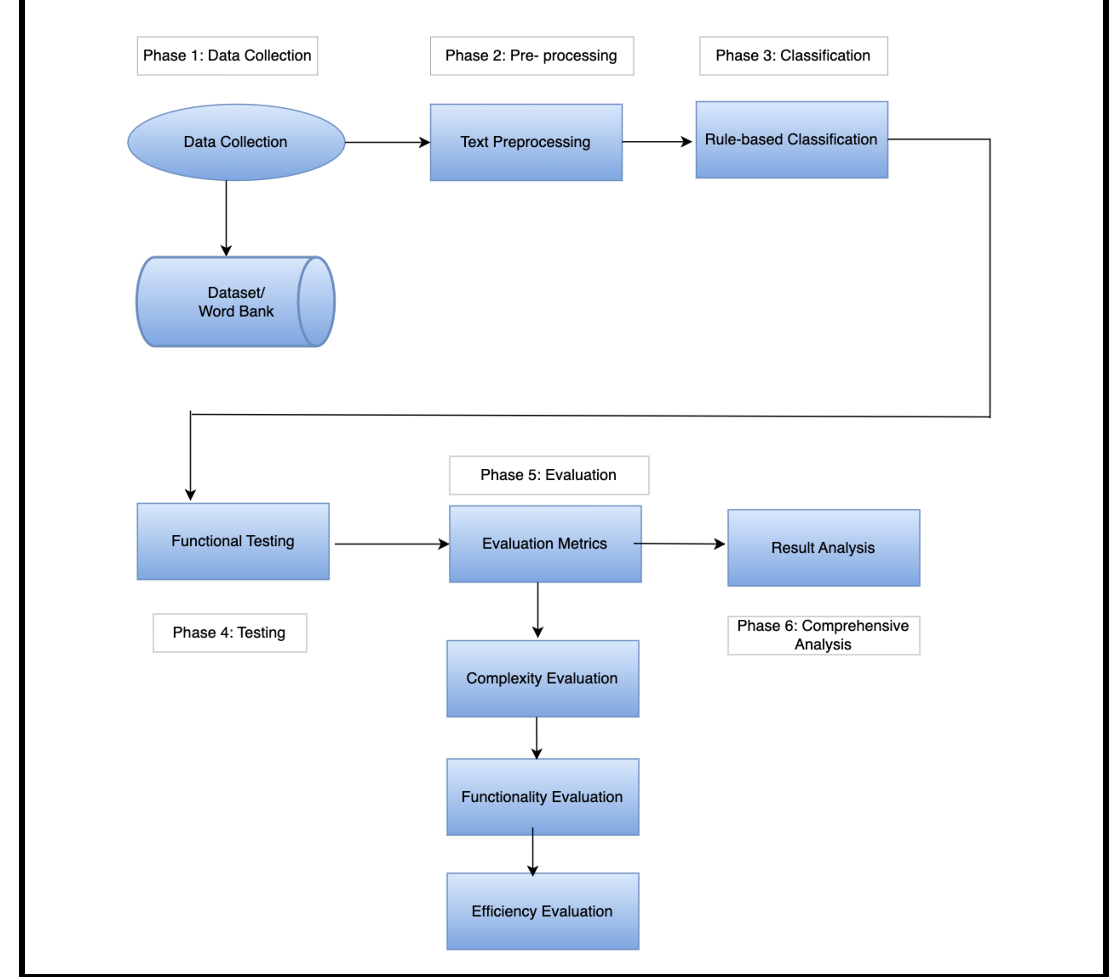 Phase 1: Data Collection
Phase 2: Pre- processing
Phase 3: Classification
Data Collection
Text Preprocessing
Rule-based Classification
Dataset/
Word Bank
Phase 5: Evaluation
Functional Testing
Evaluation Metrics
Result Analysis
Phase 4: Testing
Phase 6: Comprehensive
Analysis
Complexity Evaluation
Functionality Evaluation
Efficiency Evaluation